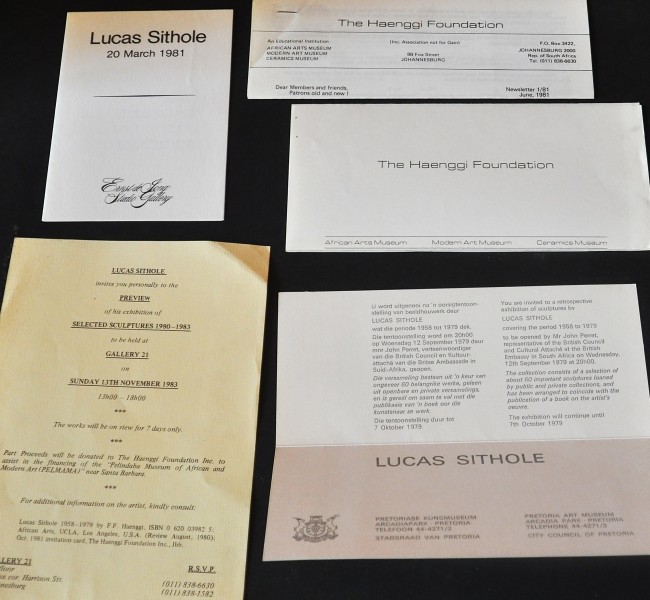 Lucas Sithole
20 March 1981
Ernst de Jong
Studio Gallery
The Haenggi Foundation
An Educational Institution
(Inc. Association not for Gain)
P.O. Box 3422,
AFRICAN ARTS MUSEUM
JOHANNESBURG 2000
MODERN ART MUSEUM
Rep. of South Africa
CERAMICS MUSEUM
JOHANNESBURG
Tel. (011) 838-6630
Dear Members and friends,
Patrons old and new !
Newsletter 1/81
June, 1981
The Haenggi Foundation
African Arts Museum Modern Art Museum Ceramics Museum
LUCAS SITHOLE
invites you personally to the
PREVIEW
of his exhibition of
SELECTED SCULPTURES 1980-1983
to be held at
GALLERY 21
on
SUNDAY 13TH NOVEMBER 1983
13h00 - 18h00
***
The works will be on view for 7 days only.
***
Part Proceeds will be donated to The Haenggi Foundation Inc. to
assist in the financing of the "Pelindaba Museum of African and
Modern Art (PELMAMA)" near Santa Barbara.
***
For additional information on the artist, kindly consult:
Lucas Sithole 1958-1979 by F.F. Haenggi, ISBN 0 620 03982 5;
African Arts, UCLA, Los Angeles, U.S.A. (Review August, 1980).
Oct. 1981 invitation card, The Haenggi Foundation Inc., Jhb.
ALLERY 21
floor
cor. Harrison Str.
nnesburg
R.S.V.P.
(011) 838-6630
(011) 838-1582
U word uitgenooi na 'n oorsigtentoon-
stelling van beeldhouwerk deur
LUCAS SITHOLE
wat die periode 1958 tot 1979 dek.
Die tentoonstelling word om 20h00
op Woensdag 12 September 1979 deur
mnr John Perret, verteenwoordiger
van die British Council en Kultuur-
attaché van die Britse Ambassade in
Suid-Afrika, geopen.
Die versameling bestaan uit 'n keur van
ongeveer 60 belangrike werke, geleen
uit openbare en private versamelings,
en is gereël om saam te val met die
publikasie van 'n boek oor die
kunstenaar se werk.
Die tentoonstelling duur tot
7 Oktober 1979
You are invited to a retrospective
exhibition of sculptures by
LUCAS SITHOLE
covering the period 1958 to 1979
to be opened by Mr John Perret,
representative of the British Council
and Cultural Attaché at the British
Embassy in South Africa on Wednesday,
12th September 1979 at 20h00.
The collection consists of a selection of
about 60 important sculptures loaned
by public and private collections, and
has been arranged to coincide with the
publication of a book on the artist's
oeuvre.
The exhibition will continue until
7th October 1979
LUCAS SITHOLE
PRETORIASE KUNSMUSEUM
ARCADIAPARK - PRETORIA
TELEFOON 44-4271/3
STADSRAAD VAN PRETORIA
PRETORIA ART MUSEUM
ARCADIA PARK - PRETORIA
TELEPHONE 44-4271/3
CITY COUNCIL OF PRETORIA